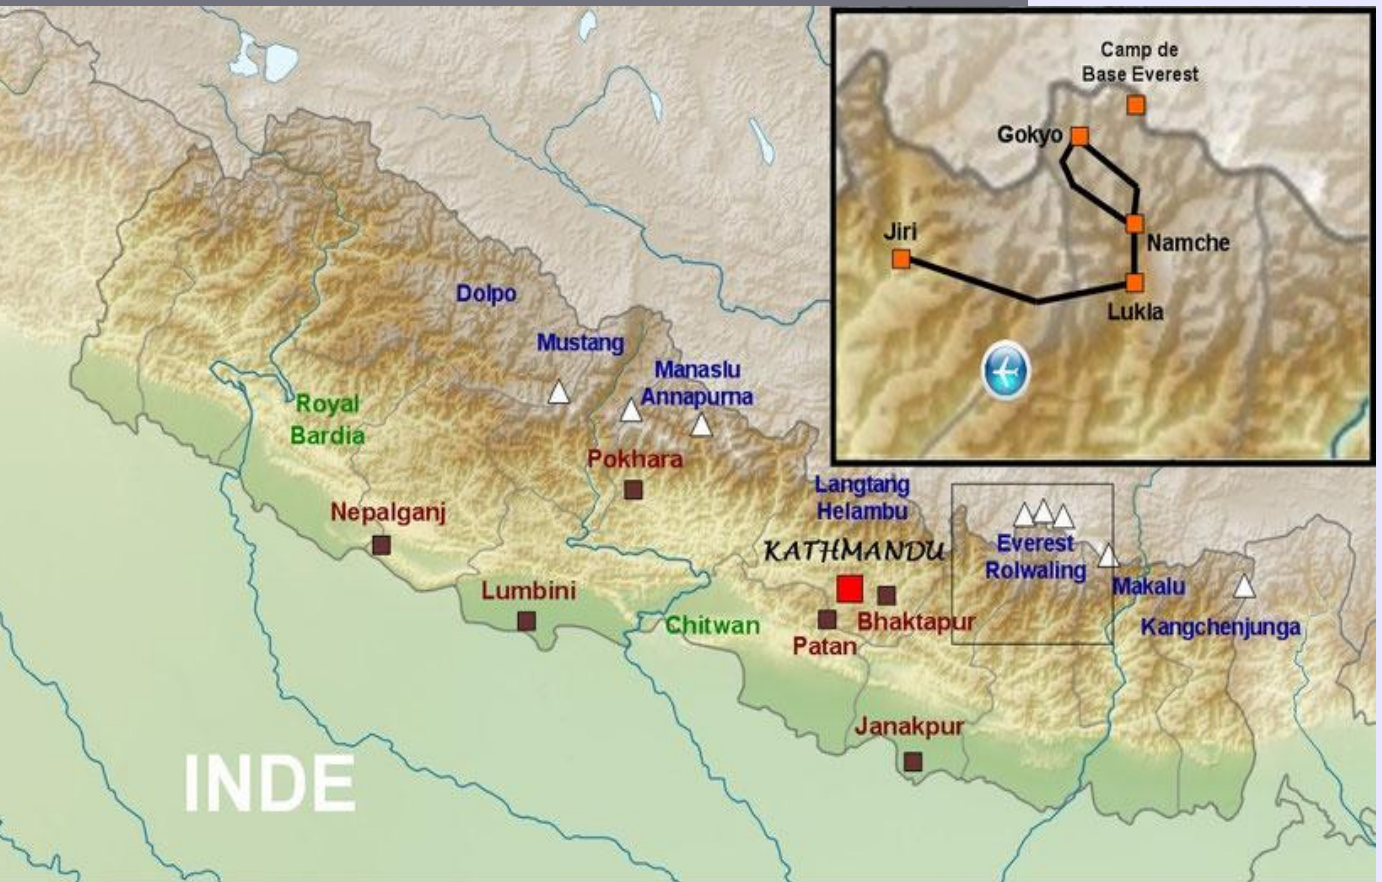 Camp de
Base Everest
Gokyo
Jiri
Namche
Lukla
Dolpo
Mustang
Manaslu
Annapurna
Royal
Bardia
Pokhara
Langtang
Helambu
Nepalganj
KATHMANDU
Everest
Rolwaling
Makalu
Lumbini
Chitwan
Bhaktapur
Kangchenjunga
Patan
Janakpur
INDE